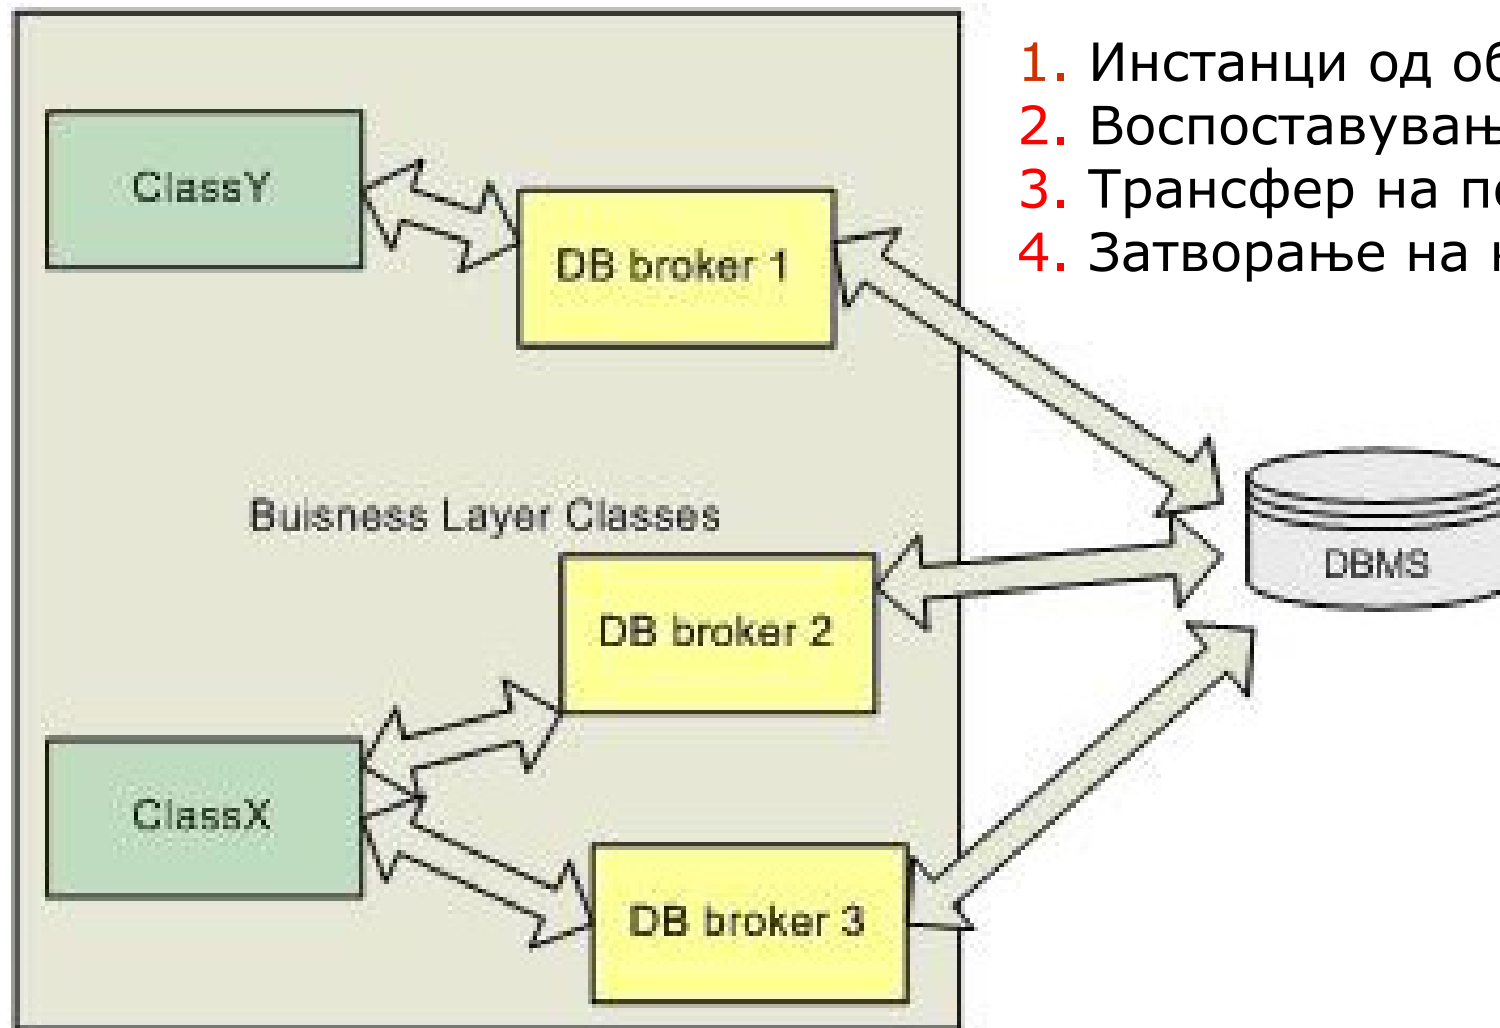 1. Инстанци од
2.
3. Трансфер на
4. Затворање на
ClassY
DB broker 1
Buisness Layer Classes
DBMS
DB broker 2
ClassX
DB broker 3